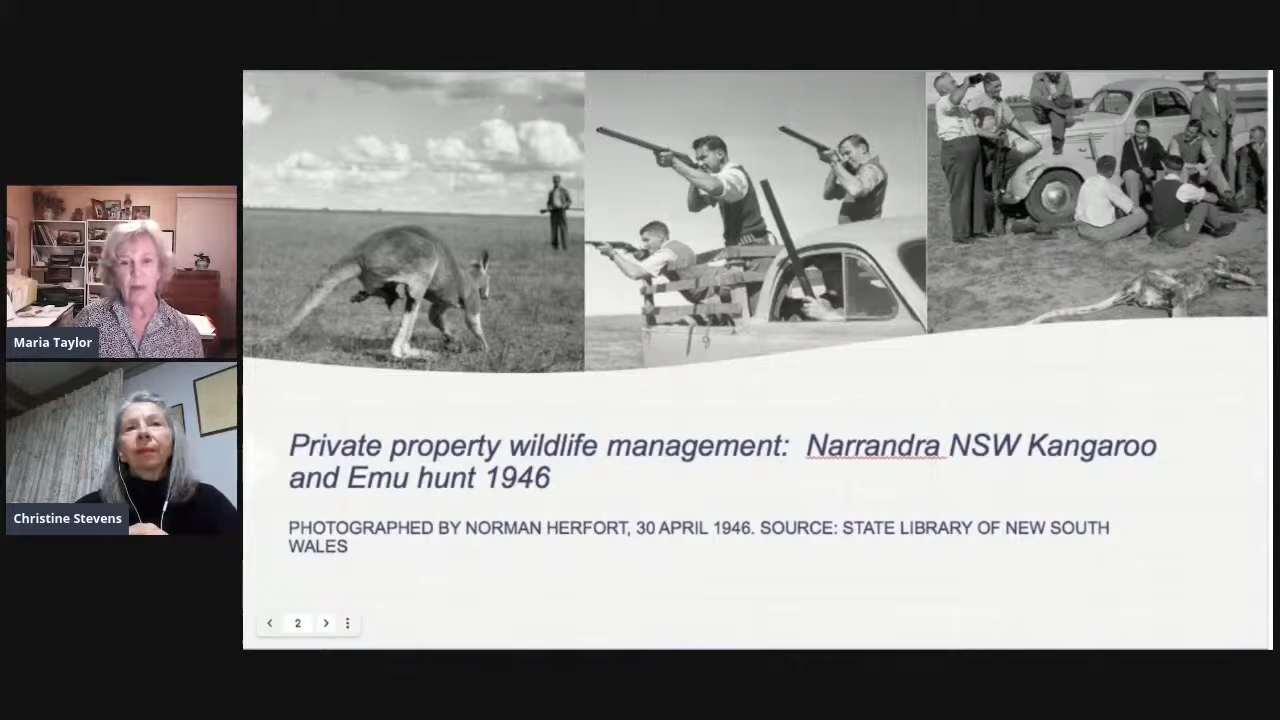 Maria Taylor
Christine Stevens
Private property wildlife management: Narrandra NSW Kangaroo
and Emu hunt 1946
PHOTOGRAPHED BY NORMAN HERFORT, 30 APRIL 1946. SOURCE: STATE LIBRARY OF NEW SOUTH
WALES
2